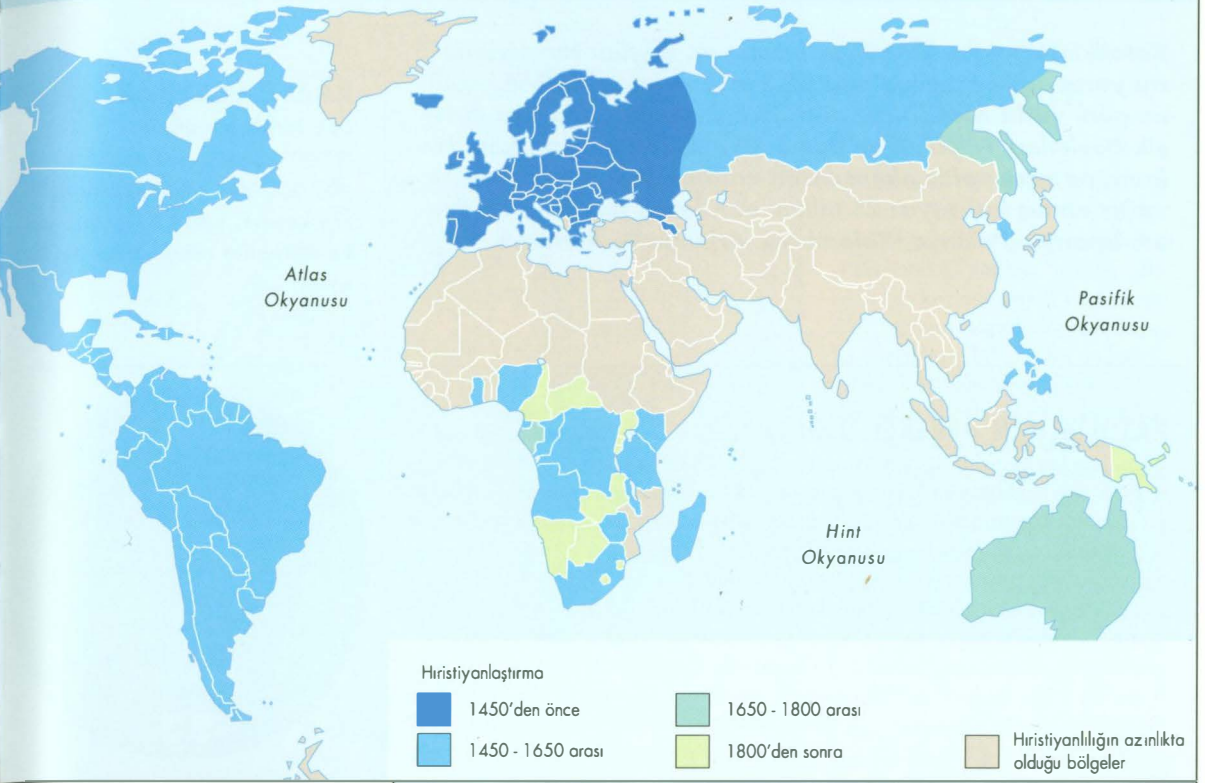 Atlas
Okyanusu
Pasifik
Okyanusu
Hint
Okyanusu
Hıristiyanlaştırma
1450'den önce
1450 - 1650 arası
1650 - 1800 arası
1800'den sonra
Hıristiyanlılığın azınlıkta
olduğu bölgeler